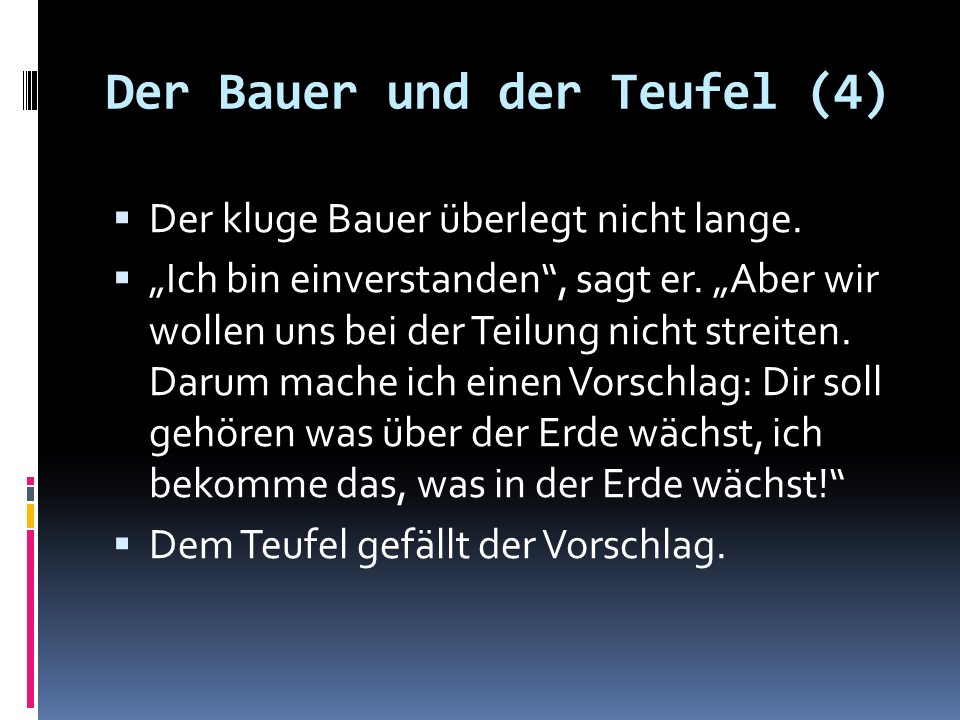 Der Bauer und der Teufel (4)
▪ Der kluge Bauer überlegt nicht lange.
▪ „Ich bin einverstanden“, sagt er. „Aber wir
wollen uns bei der Teilung nicht streiten.
Darum mache ich einen Vorschlag: Dir soll
gehören was über der Erde wächst, ich
bekomme das, was in der Erde wächst!“
▪ Dem Teufel gefällt der Vorschlag.